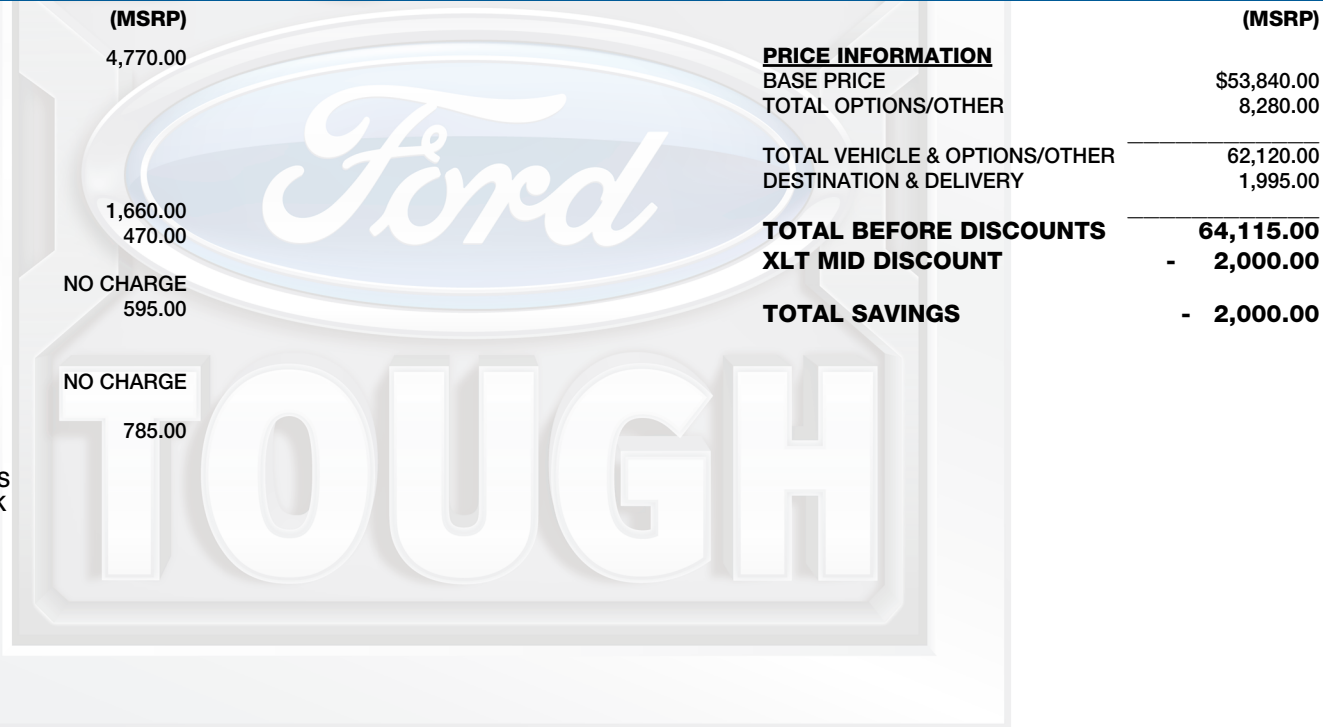 (MSRP)
4,770.00
1,660.00
470.00
NO CHARGE
595.00
NO CHARGE
785.00
S
K
Ford
TOUGH
(MSRP)
PRICE INFORMATION
BASE PRICE $53,840.00
TOTAL OPTIONS/OTHER 8,280.00
TOTAL VEHICLE & OPTIONS/OTHER 62,120.00
DESTINATION & DELIVERY 1,995.00
TOTAL BEFORE DISCOUNTS 64,115.00
XLT MID DISCOUNT - 2,000.00
TOTAL SAVINGS - 2,000.00